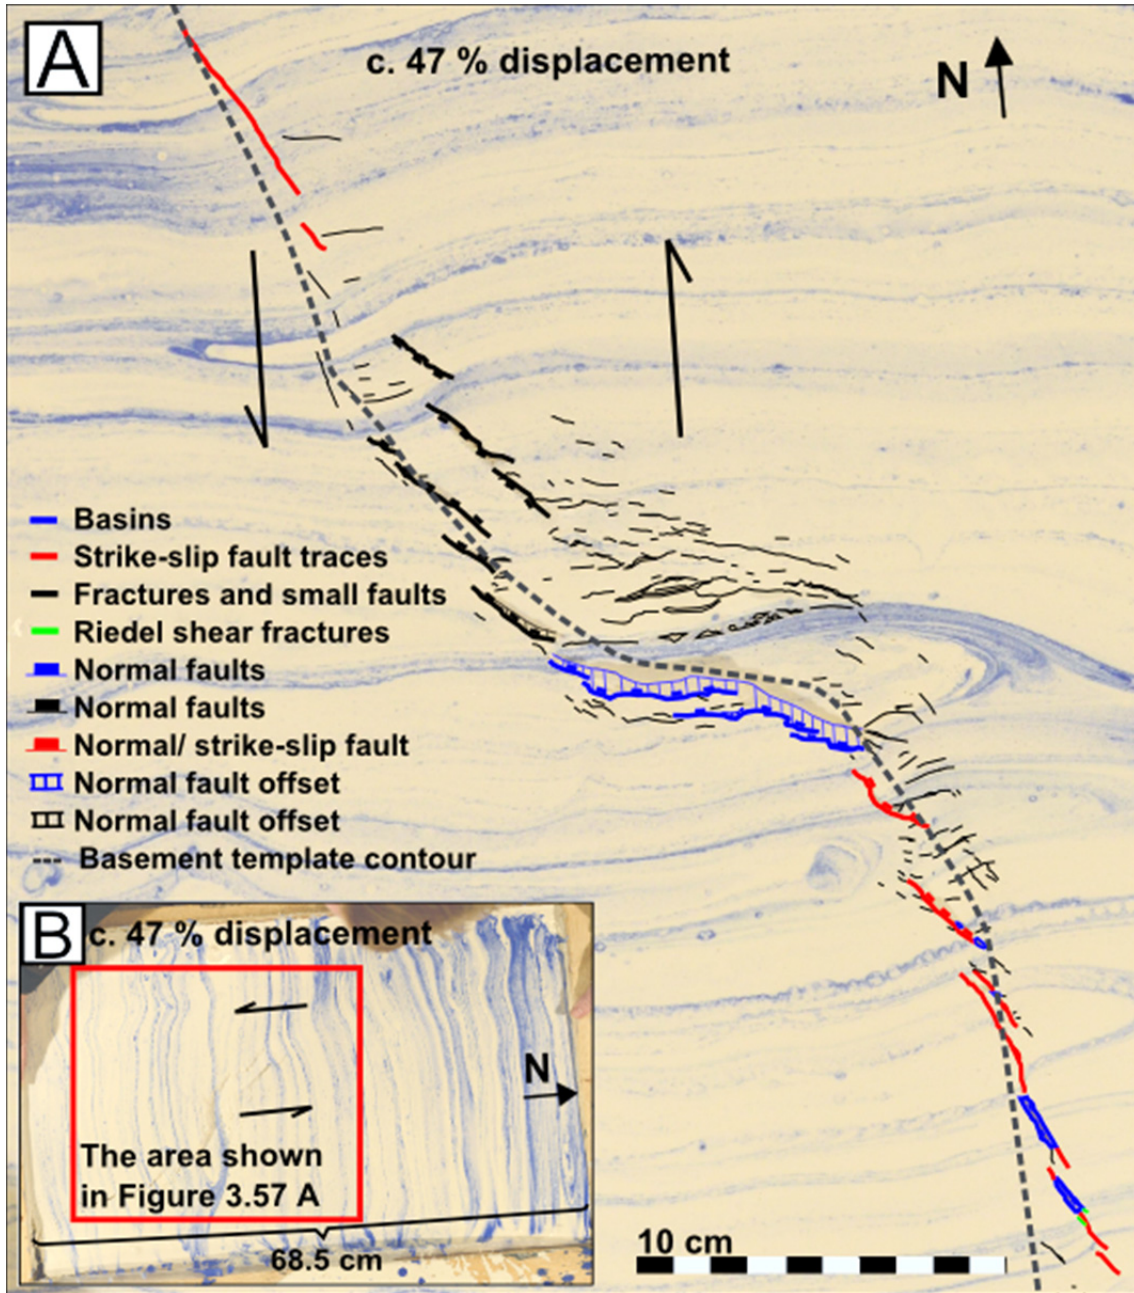 A
c. 47 % displacement
N
Basins
Strike-slip fault traces
Fractures and small faults
Riedel shear fractures
Normal faults
Normal faults
Normal/ strike-slip fault
Normal fault offset
Normal fault offset
Basement template contour
B
c. 47 % displacement
N
The area shown
in Figure 3.57 A
68.5 cm
10 cm